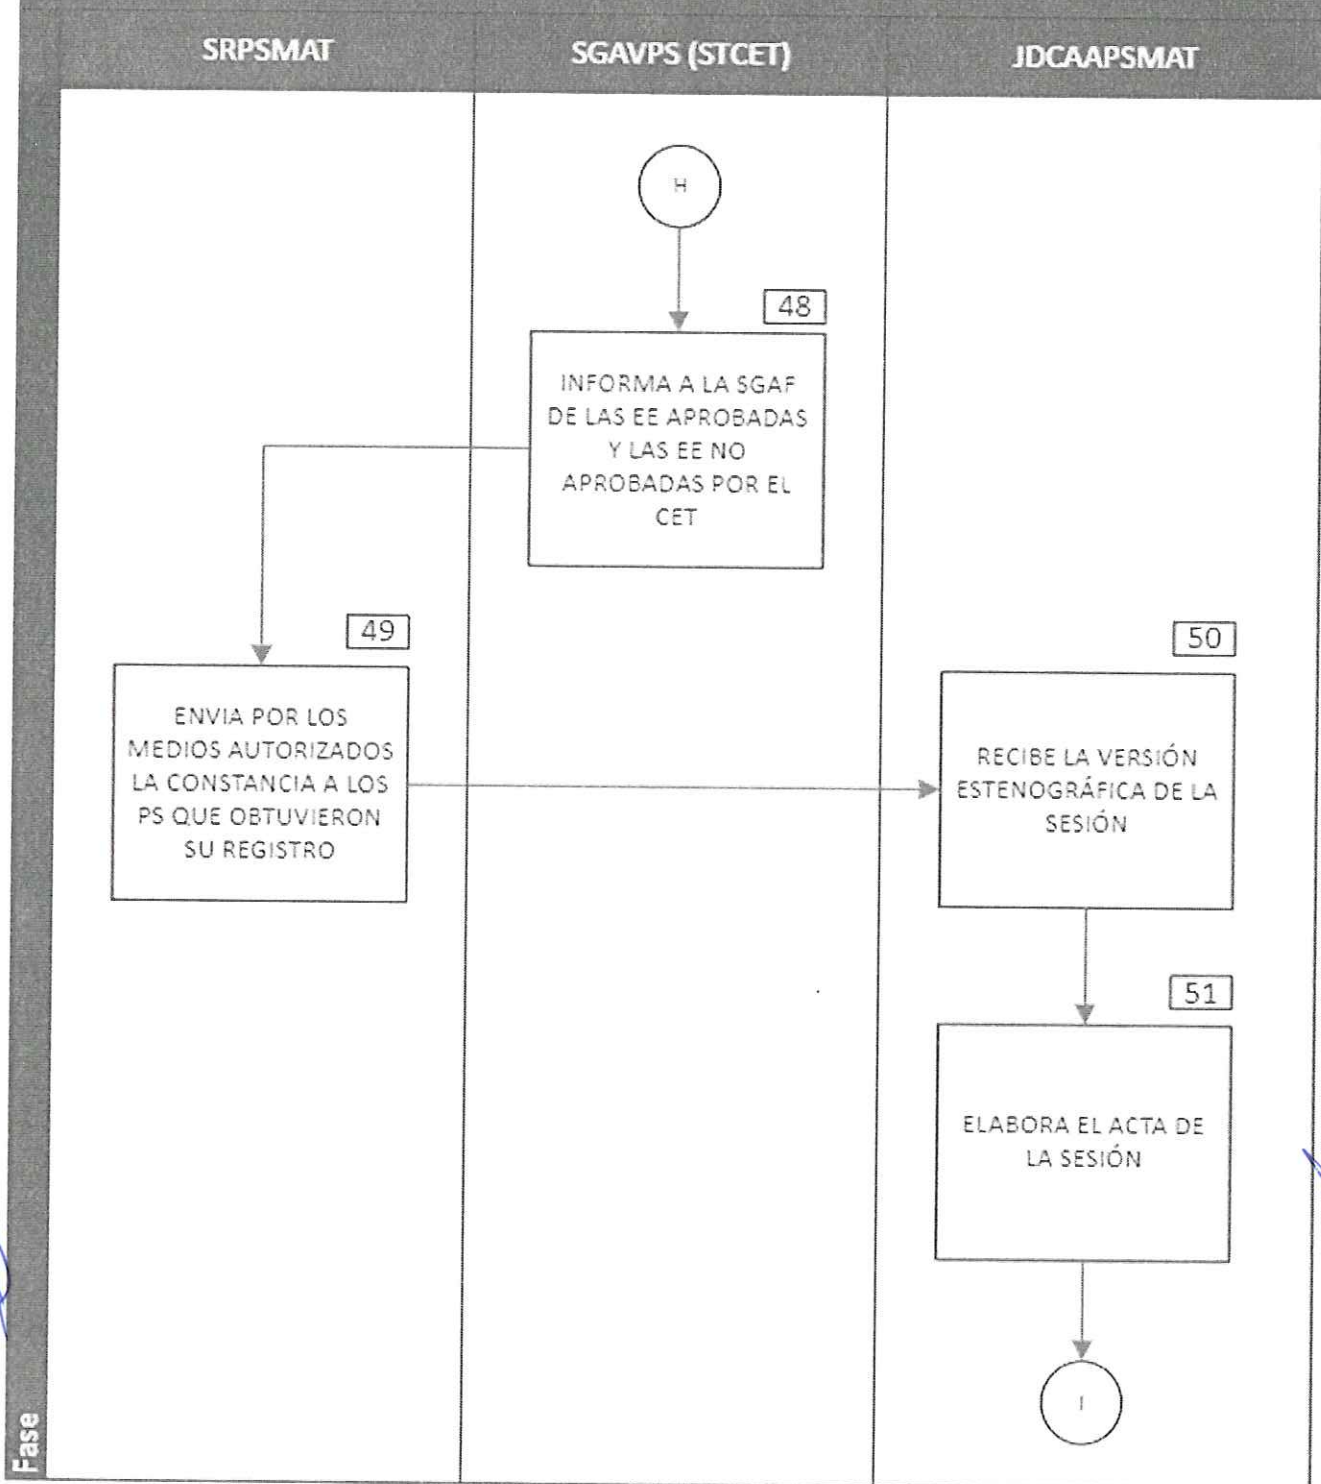 SRPSMAT
SGAVPS (STCET)
JDCAAPSMAT
H
48
INFORMA A LA SGAF
DE LAS EE APROBADAS
Y LAS EE NO
APROBADAS POR EL
CET
49
ENVIA POR LOS
MEDIOS AUTORIZADOS
LA CONSTANCIA A LOS
PS QUE OBTUVIERON
SU REGISTRO
50
RECIBE LA VERSIÓN
ESTENOGRÁFICA DE LA
SESIÓN
51
ELABORA EL ACTA DE
LA SESIÓN
I
Fase